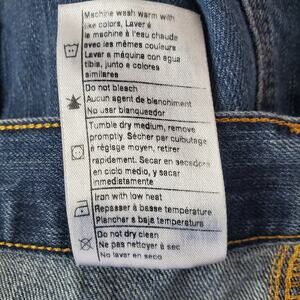 Machine wash warm with
like colors, Laver à
la machine à l'eau chaude
avec les mêmes couleurs
Lavar a máquina con agua
tibia, junto a colores
similares
Do not bleach
Aucun agent de blanchiment
No usar blanqueador
Tumble dry medium, remove
promptly. Sécher par culbutage
à réglage moyen, retirer
rapidement. Secar en secadora
en ciclo medio, y sacar
inmediatamente
Iron with low heat
Repasser à basse température
Planchar a baja temperatura
Do not dry clean
Ne pas nettoyer à sec
No lavar en seco